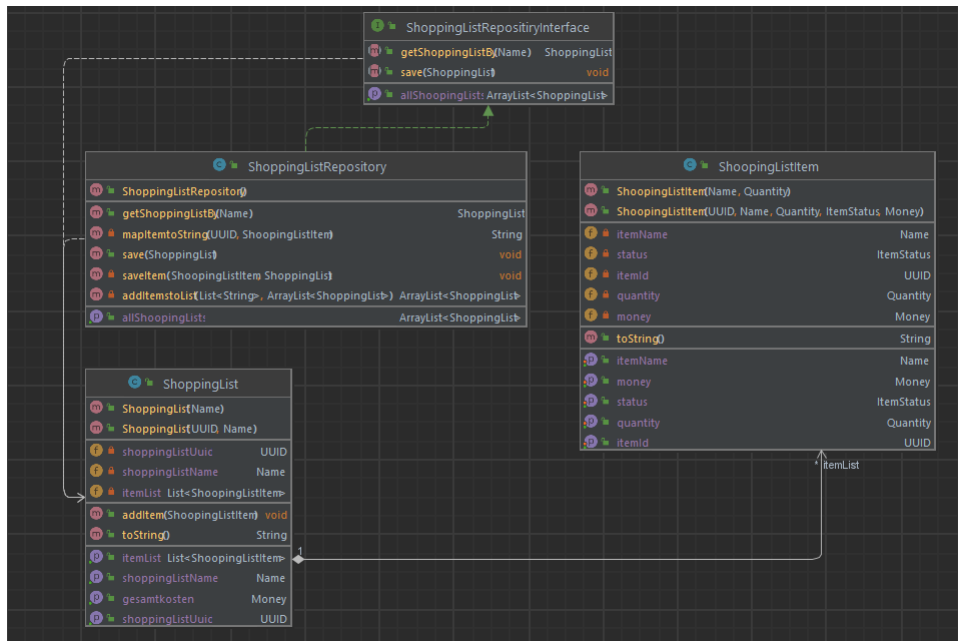 ShoppingListRepositiryInterface
getShoppingListBy(Name) ShoppingList
save(ShoppingList) void
allShoopingLists ArrayList<ShoppingList>
ShoppingListRepository
ShoppingListRepository()
getShoppingListBy(Name) ShoppingList
mapItemtoString(UUID, ShoopingListItem) String
save(ShoppingList) void
saveItem(ShoopingListItem, ShoppingList) void
addItemstoList(List<String>, ArrayList<ShoppingList>) ArrayList<ShoppingList>
allShoopingLists ArrayList<ShoppingList>
ShoopingListItem
ShoopingListItem(Name, Quantity)
ShoopingListItem(UUID, Name, Quantity, ItemStatus, Money)
itemName Name
status ItemStatus
itemId UUID
quantity Quantity
money Money
toString() String
itemName Name
money Money
status ItemStatus
quantity Quantity
itemId UUID
ShoppingList
ShoppingList(Name)
ShoppingList(UUID, Name)
shoppingListUuic UUID
shoppingListName Name
itemList List<ShoopingListItem>
addItem(ShoopingListItem) void
toString() String
itemList List<ShoopingListItem>
shoppingListName Name
gesamtkosten Money
shoppingListUuic UUID
1
* itemList